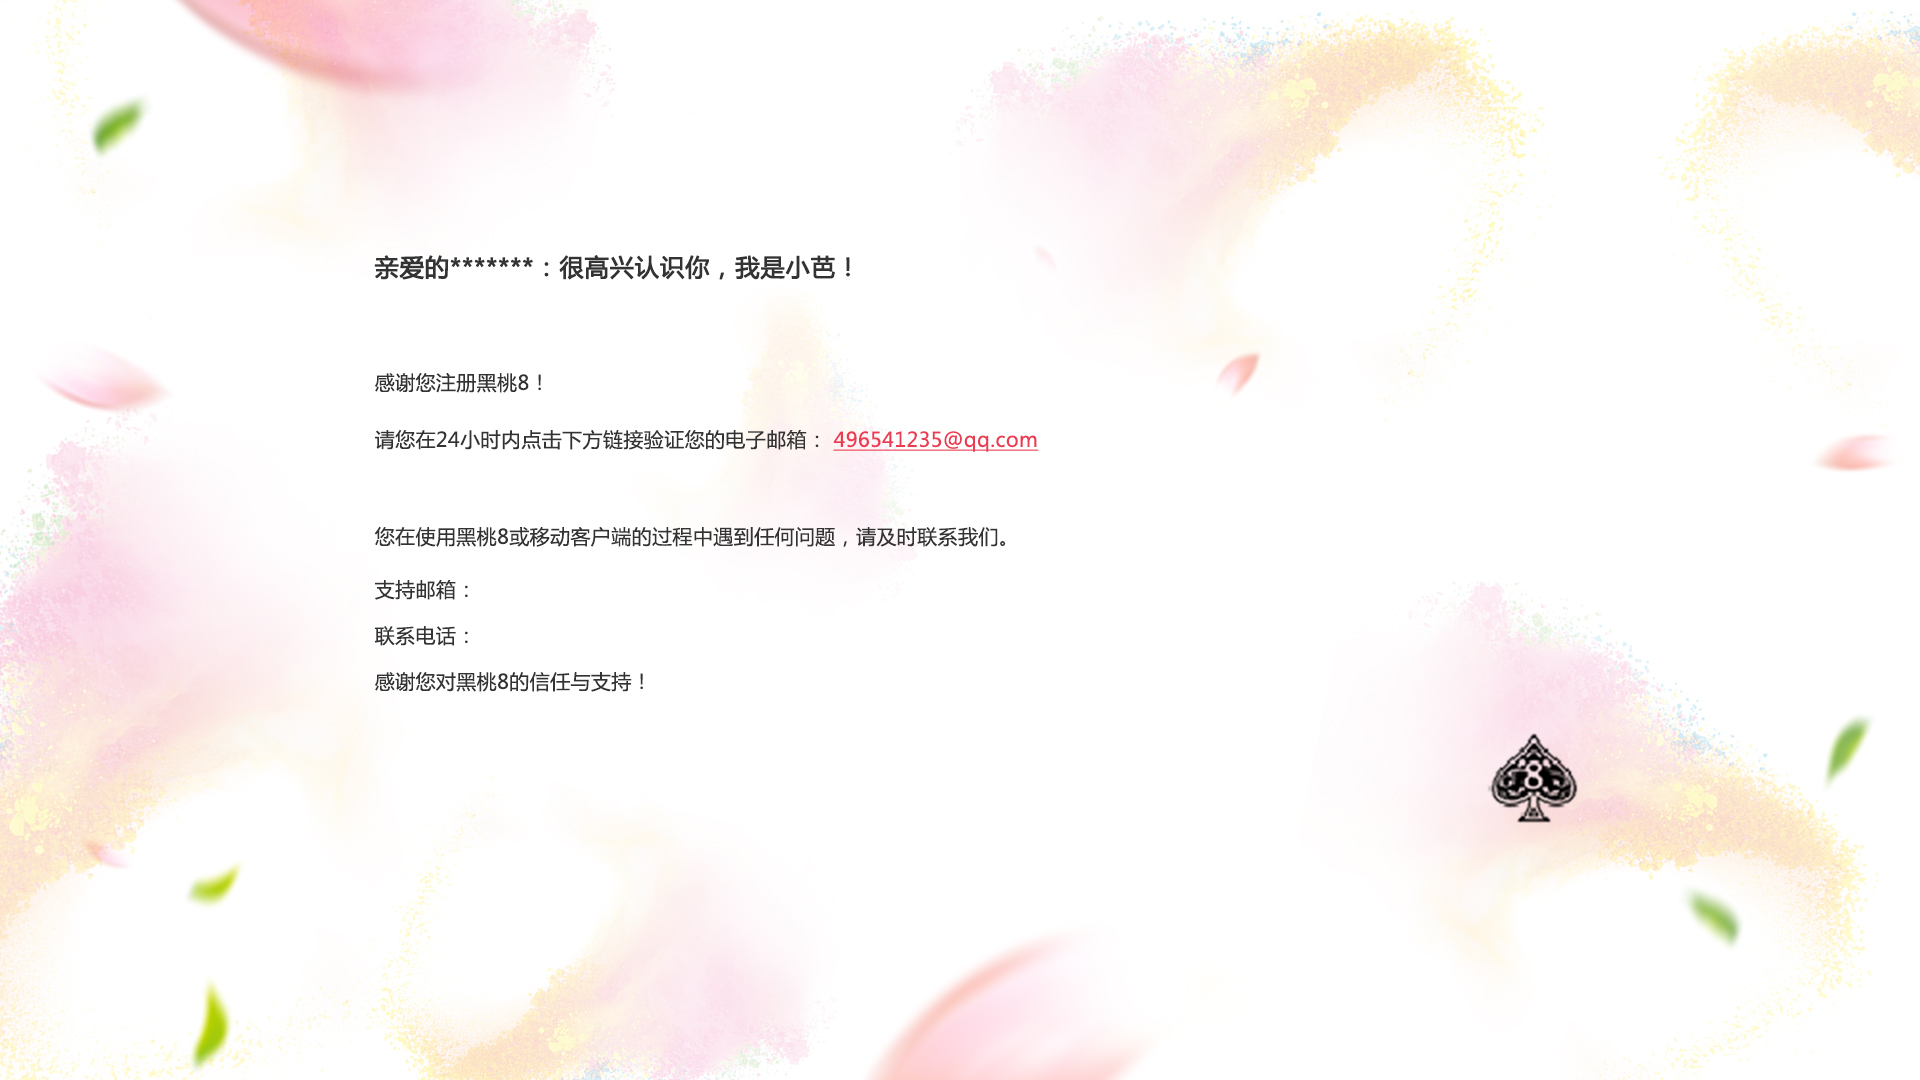 亲爱的*******：很高兴认识你，我是小芭！
感谢您注册黑桃8！
请您在24小时内点击下方链接验证您的电子邮箱： 496541235@qq.com
您在使用黑桃8或移动客户端的过程中遇到任何问题，请及时联系我们。
支持邮箱：
联系电话：
感谢您对黑桃8的信任与支持！
8